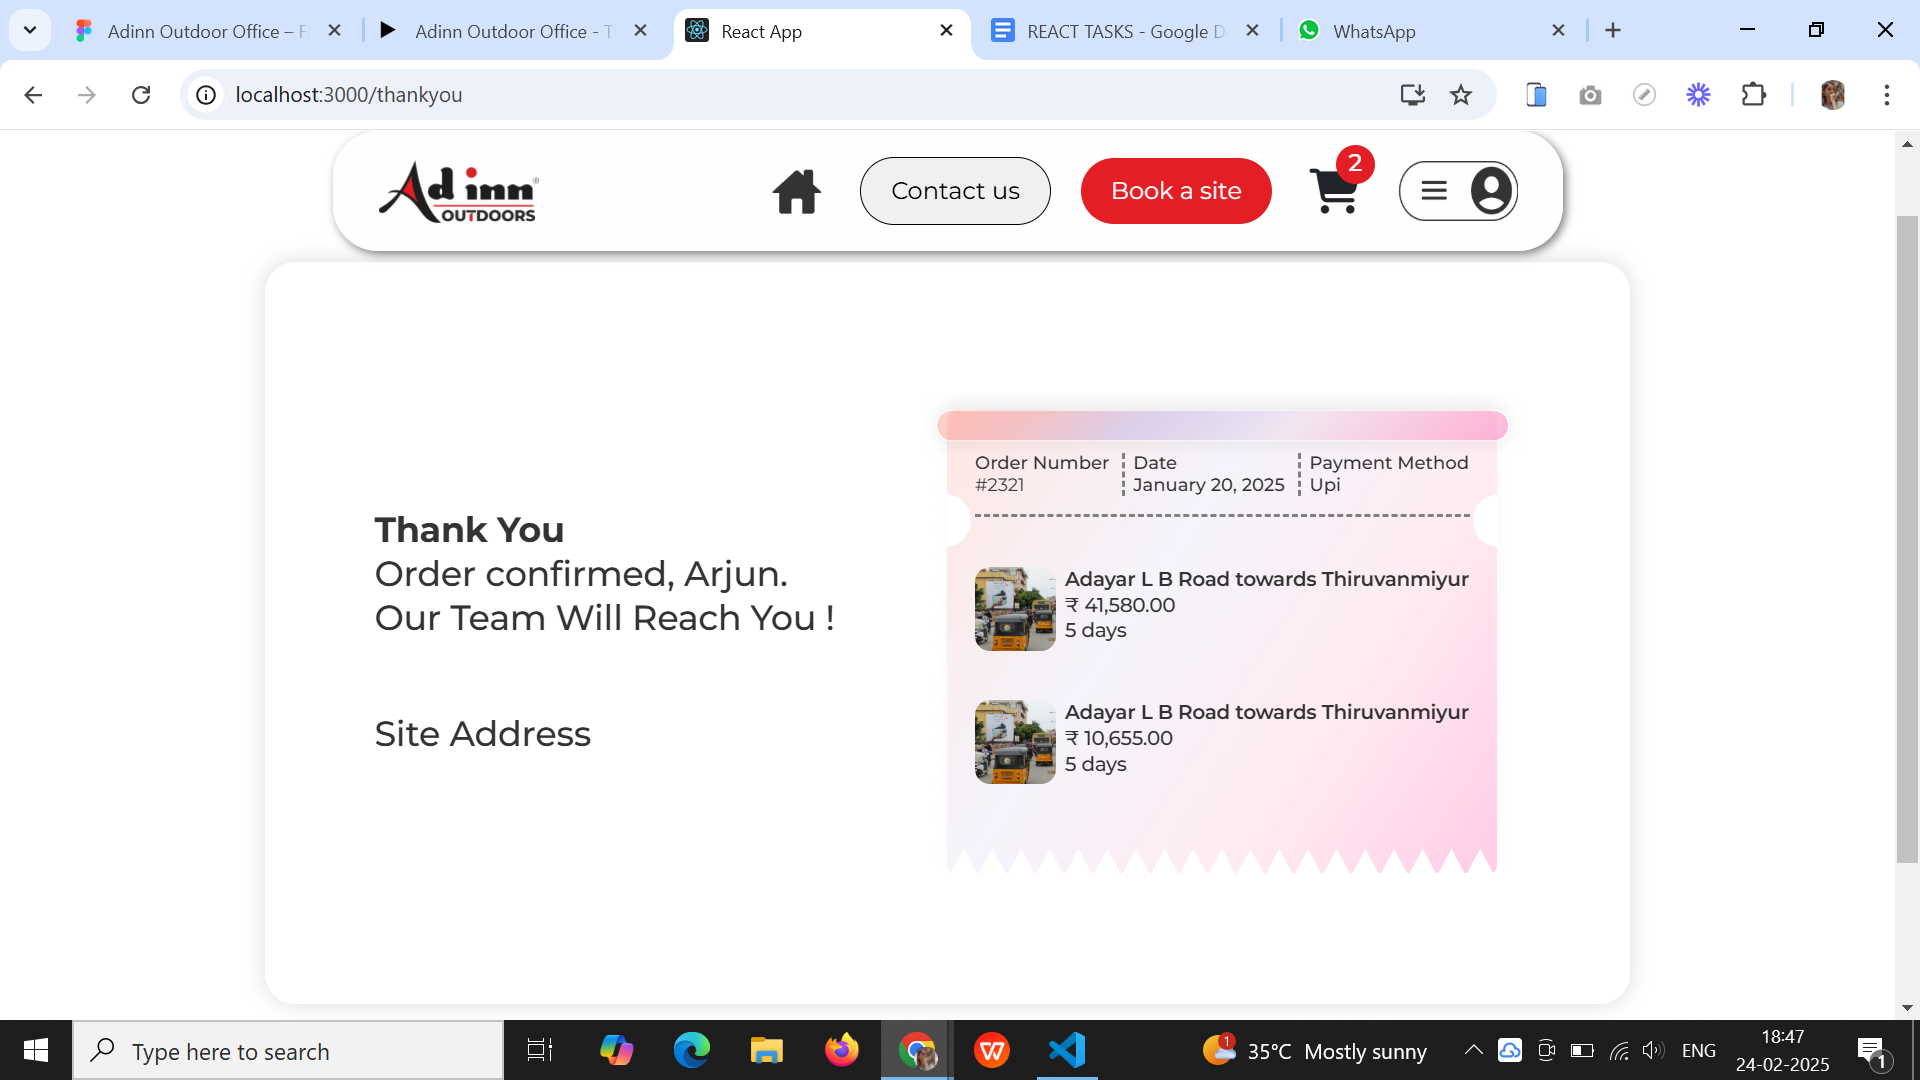 Adinn Outdoor Office – F
Adinn Outdoor Office - T
React App
REACT TASKS - Google D
WhatsApp
localhost:3000/thankyou
Ad inn®
OUTDOORS
Contact us
Book a site
2
Order Number
#2321
Date
January 20, 2025
Payment Method
Upi
Thank You
Order confirmed, Arjun.
Our Team Will Reach You !
Site Address
Adayar L B Road towards Thiruvanmiyur
₹ 41,580.00
5 days
Adayar L B Road towards Thiruvanmiyur
₹ 10,655.00
5 days
Type here to search
1
35°C Mostly sunny
ENG
18:47
24-02-2025
1